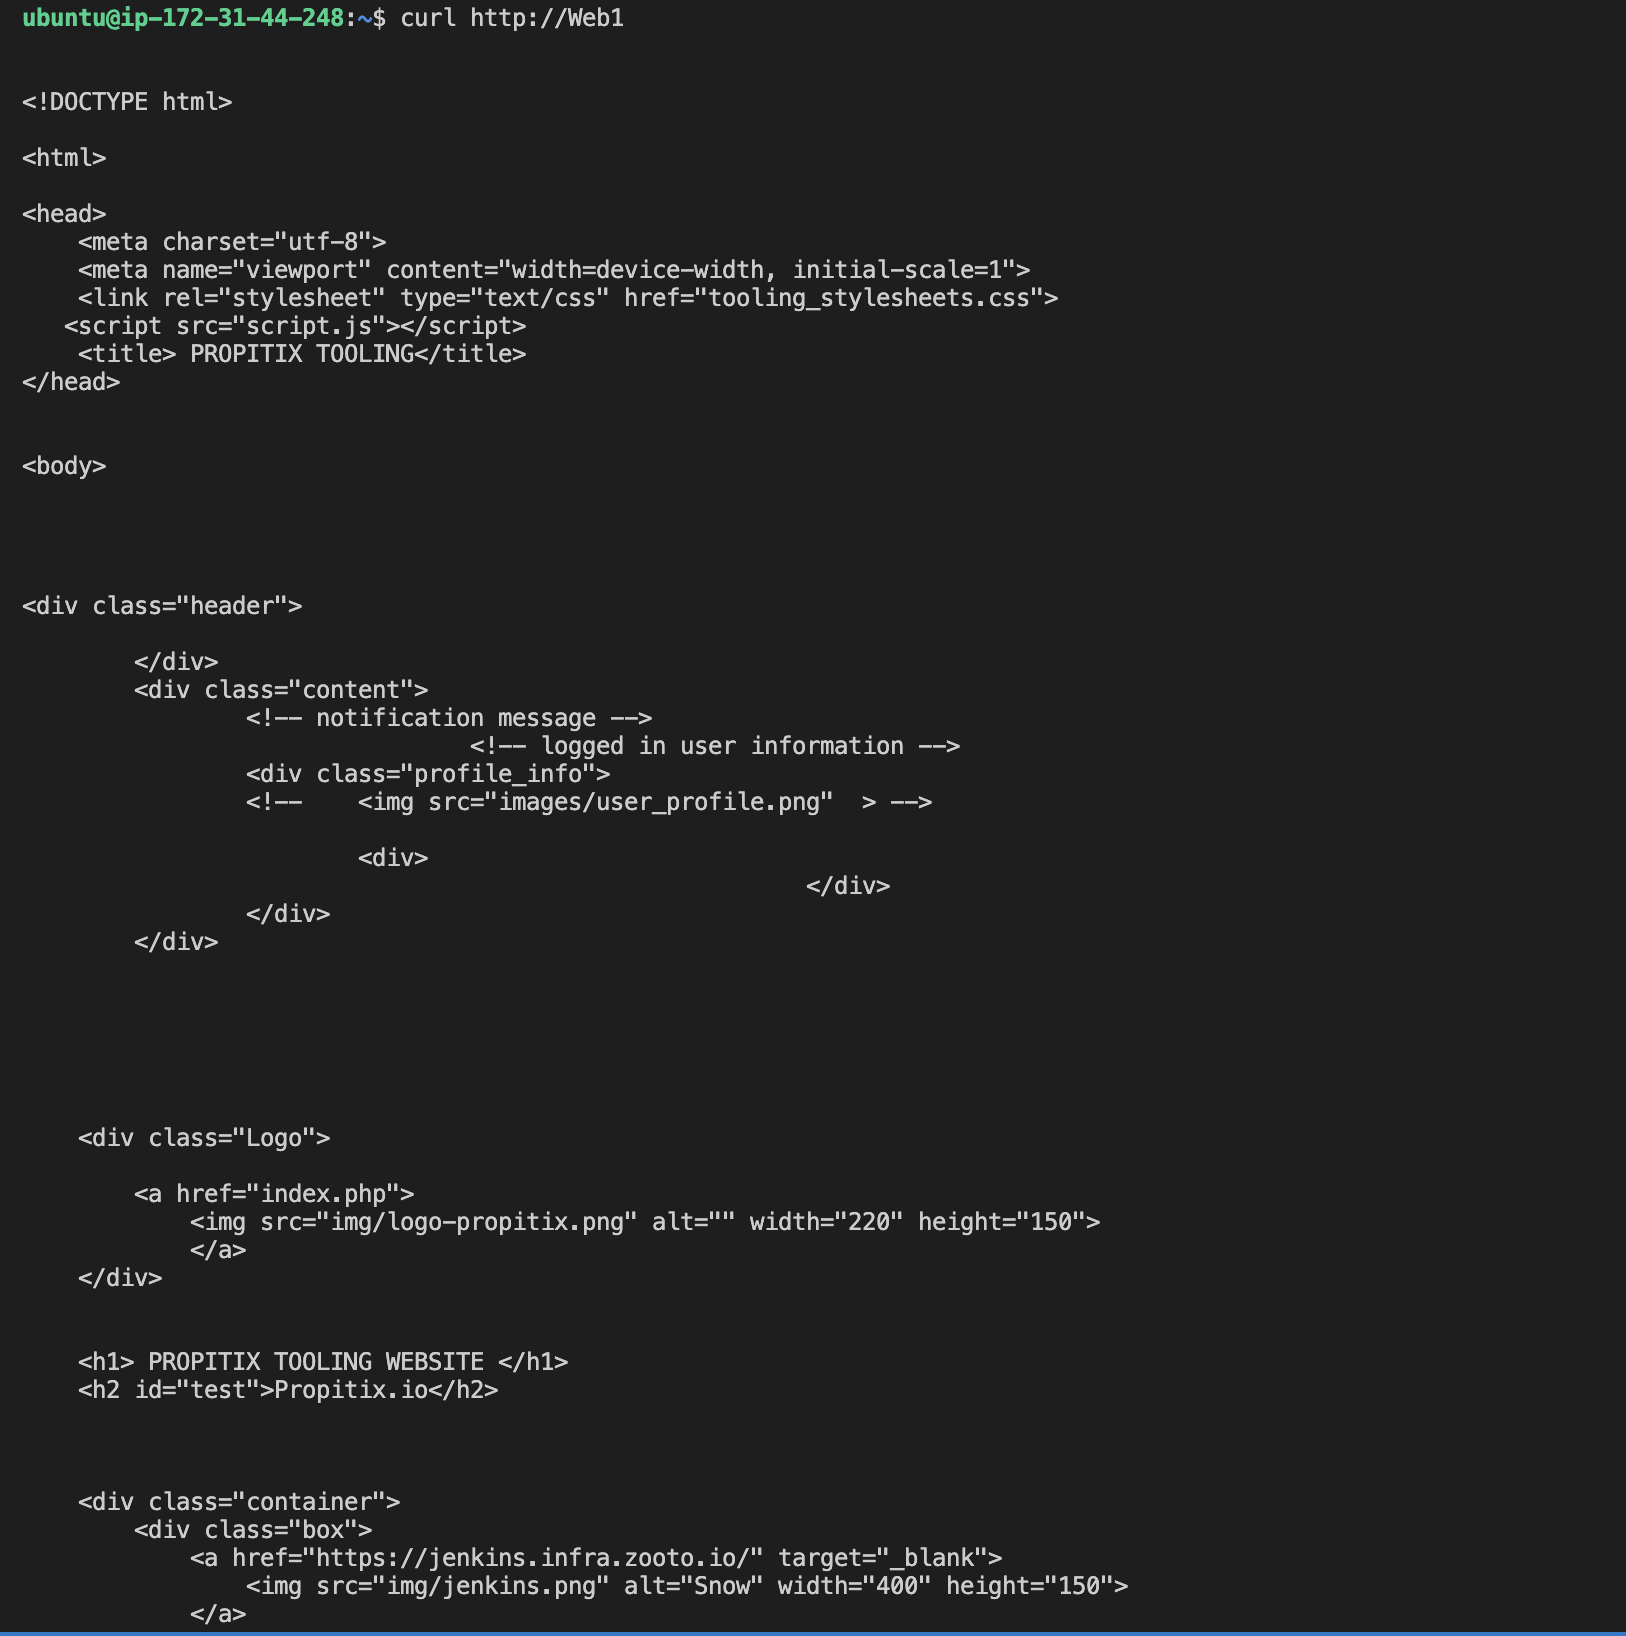 ubuntu@ip-172-31-44-248:~$ curl http://Web1
<!DOCTYPE html>
<html>
<head>
    <meta charset="utf-8">
    <meta name="viewport" content="width=device-width, initial-scale=1">
    <link rel="stylesheet" type="text/css" href="tooling_stylesheets.css">
   <script src="script.js"></script>
    <title> PROPITIX TOOLING</title>
</head>
<body>
<div class="header">
        </div>
        <div class="content">
                <!-- notification message -->
                                <!-- logged in user information -->
                <div class="profile_info">
                <!--    <img src="images/user_profile.png"  > -->
                        <div>
                                                        </div>
                </div>
        </div>
    <div class="Logo">
        <a href="index.php">
            <img src="img/logo-propitix.png" alt="" width="220" height="150">
            </a>
    </div>
    <h1> PROPITIX TOOLING WEBSITE </h1>
    <h2 id="test">Propitix.io</h2>
    <div class="container">
        <div class="box">
            <a href="https://jenkins.infra.zooto.io/" target="_blank">
                <img src="img/jenkins.png" alt="Snow" width="400" height="150">
            </a>